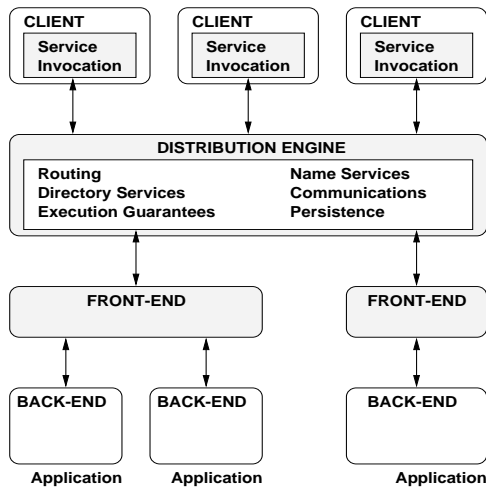 CLIENT
Service
Invocation
CLIENT
Service
Invocation
CLIENT
Service
Invocation
DISTRIBUTION ENGINE
Routing
Directory Services
Execution Guarantees
Name Services
Communications
Persistence
FRONT-END
FRONT-END
BACK-END
BACK-END
BACK-END
Application
Application
Application